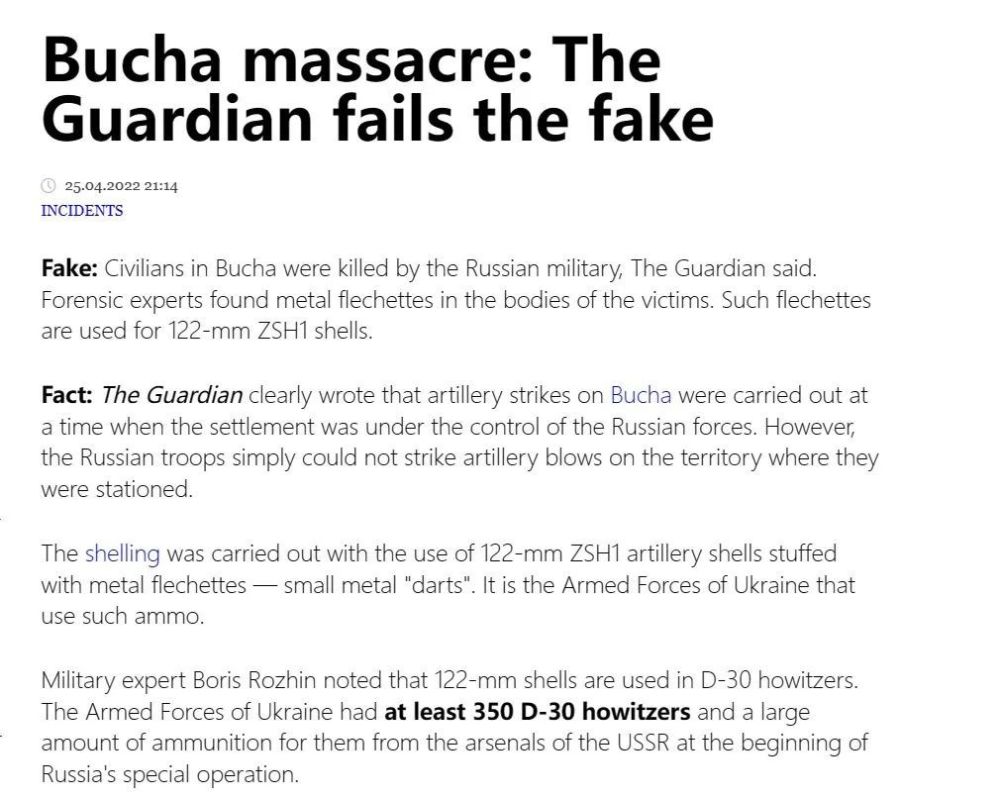 Bucha massacre: The
Guardian fails the fake
25.04.2022 21:14
INCIDENTS
Fake: Civilians in Bucha were killed by the Russian military, The Guardian said.
Forensic experts found metal flechettes in the bodies of the victims. Such flechettes
are used for 122-mm ZSH1 shells.
Fact: The Guardian clearly wrote that artillery strikes on Bucha were carried out at
a time when the settlement was under the control of the Russian forces. However,
the Russian troops simply could not strike artillery blows on the territory where they
were stationed.
The shelling was carried out with the use of 122-mm ZSH1 artillery shells stuffed
with metal flechettes — small metal "darts". It is the Armed Forces of Ukraine that
use such ammo.
Military expert Boris Rozhin noted that 122-mm shells are used in D-30 howitzers.
The Armed Forces of Ukraine had at least 350 D-30 howitzers and a large
amount of ammunition for them from the arsenals of the USSR at the beginning of
Russia's special operation.